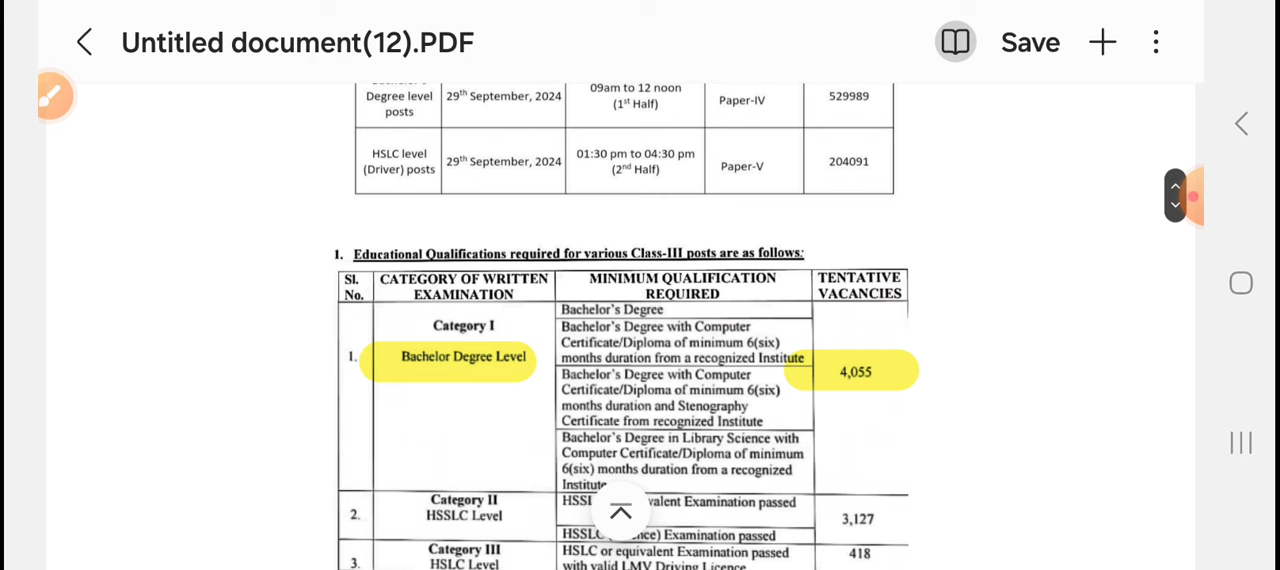 Untitled document(12).PDF Save
Degree level posts 29th September, 2024 09am to 12 noon (1st Half) Paper-IV 529989
HSLC level (Driver) posts 29th September, 2024 01:30 pm to 04:30 pm (2nd Half) Paper-V 204091
1. Educational Qualifications required for various Class-III posts are as follows:
Sl. No. CATEGORY OF WRITTEN EXAMINATION MINIMUM QUALIFICATION REQUIRED TENTATIVE VACANCIES
1. Category I
Bachelor Degree Level
Bachelor's Degree
Bachelor's Degree with Computer
Certificate/Diploma of minimum 6(six)
months duration from a recognized Institute
4,055
Bachelor's Degree with Computer
Certificate/Diploma of minimum 6(six)
months duration and Stenography
Certificate from recognized Institute
Bachelor's Degree in Library Science with
Computer Certificate/Diploma of minimum
6(six) months duration from a recognized
Institute
2. Category II
HSSLC Level
valent Examination passed
Examination passed
3,127
3. Category III
HSLC Level
HSLC or equivalent Examination passed
with valid LMV Driving Licence
418